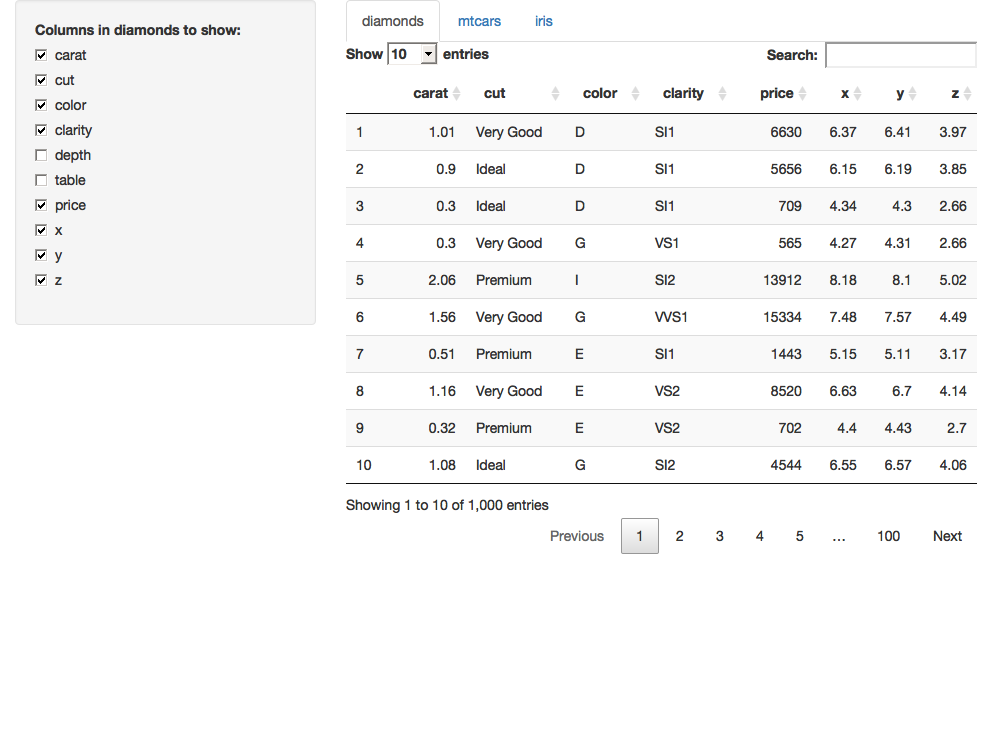 Columns in diamonds to show:
carat
cut
color
clarity
depth
table
price
x
y
z
diamonds mtcars iris
Show 10 entries Search:
carat cut color clarity price x y z
1 1.01 Very Good D SI1 6630 6.37 6.41 3.97
2 0.9 Ideal D SI1 5656 6.15 6.19 3.85
3 0.3 Ideal D SI1 709 4.34 4.3 2.66
4 0.3 Very Good G VS1 565 4.27 4.31 2.66
5 2.06 Premium I SI2 13912 8.18 8.1 5.02
6 1.56 Very Good G VVS1 15334 7.48 7.57 4.49
7 0.51 Premium E SI1 1443 5.15 5.11 3.17
8 1.16 Very Good E VS2 8520 6.63 6.7 4.14
9 0.32 Premium E VS2 702 4.4 4.43 2.7
10 1.08 Ideal G SI2 4544 6.55 6.57 4.06
Showing 1 to 10 of 1,000 entries
Previous 1 2 3 4 5 … 100 Next